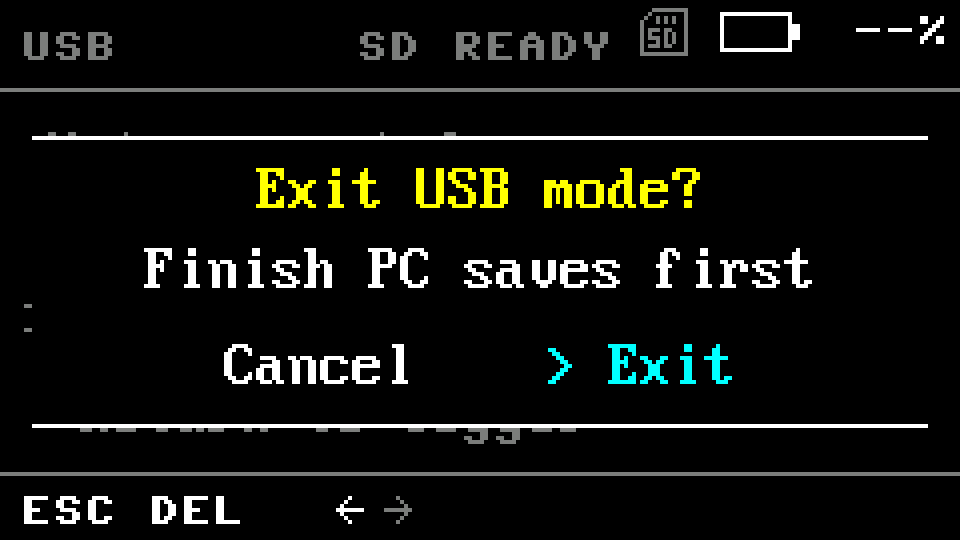 USB SD READY SD --%
Exit USB mode?
Finish PC saves first
Cancel > Exit
ESC DEL ← →